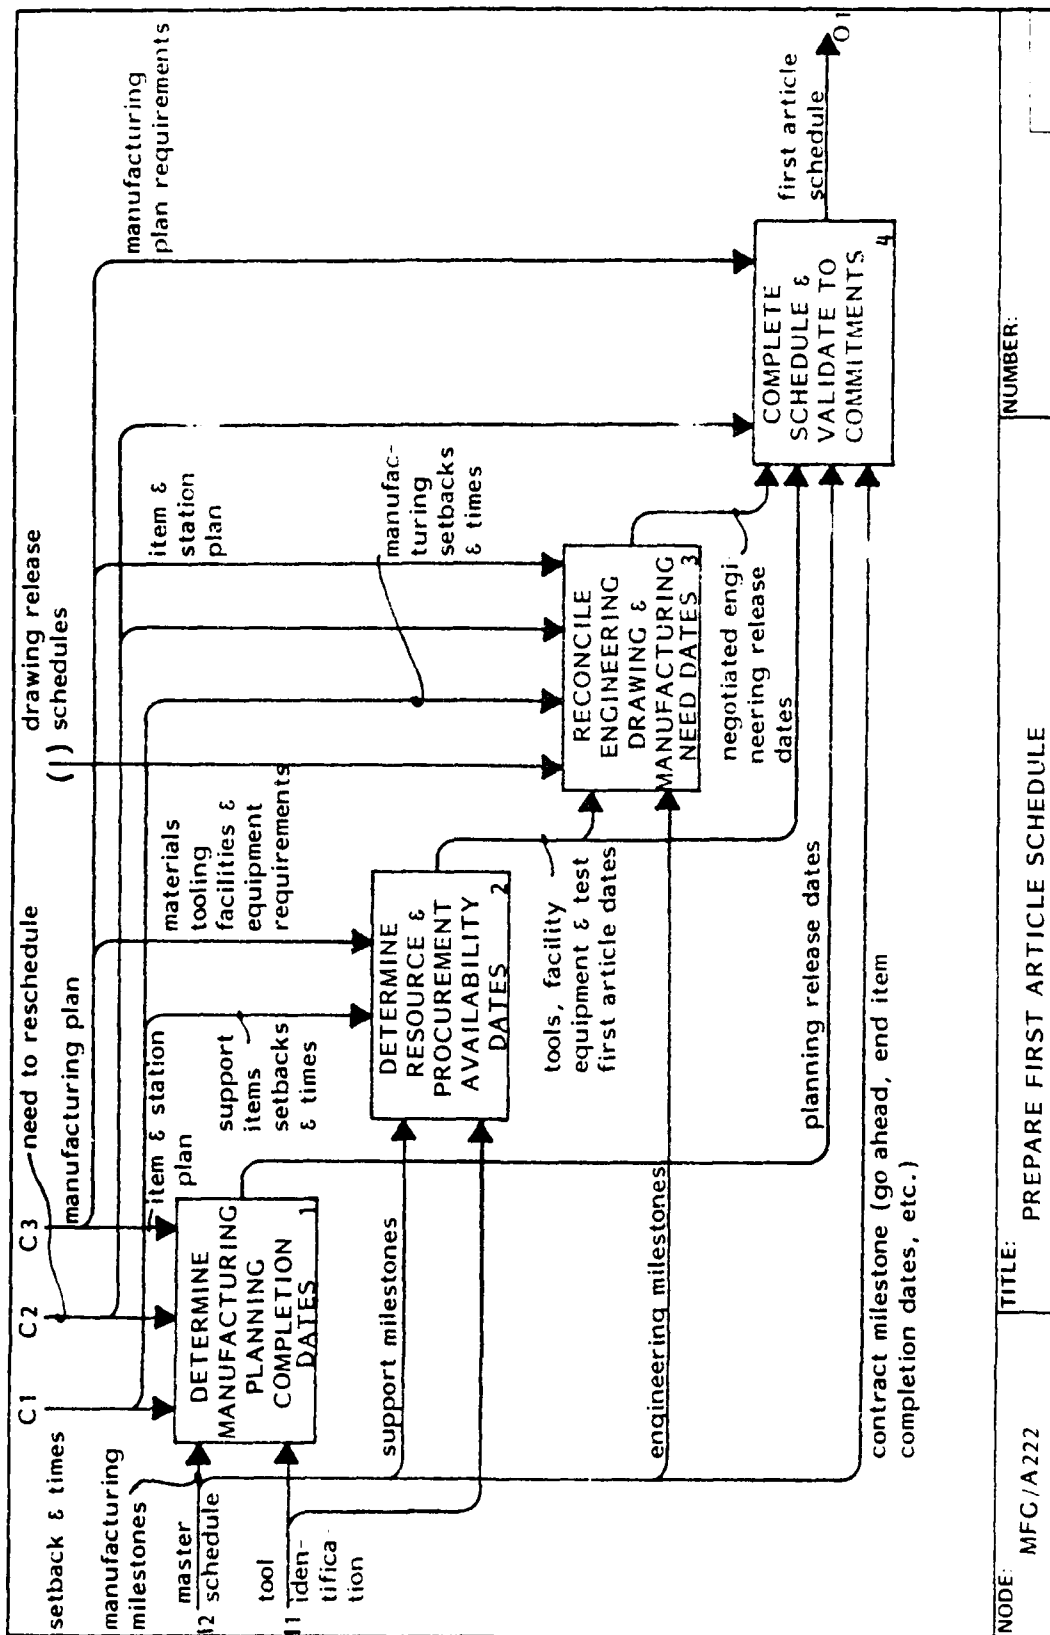 setback & times
C1
C2
C3
need to reschedule
manufacturing plan
drawing release
( ) schedules
manufacturing
plan requirements
item & station
plan
materials
tooling
facilities &
equipment
requirements
item &
station
plan
manufac-
turing
setbacks
& times
support
items
setbacks
& times
manufacturing
milestones
master
schedule
I2
tool
iden-
tifica-
tion
I1
DETERMINE
MANUFACTURING
PLANNING
COMPLETION
DATES
1
DETERMINE
RESOURCE &
PROCUREMENT
AVAILABILITY
DATES
2
RECONCILE
ENGINEERING
DRAWING &
MANUFACTURING
NEED DATES
3
COMPLETE
SCHEDULE &
VALIDATE TO
COMMITMENTS
4
first article
schedule
O1
support milestones
tools, facility
equipment & test
first article dates
negotiated engi
neering release
dates
engineering milestones
planning release dates
contract milestone (go ahead, end item
completion dates, etc.)
NODE:
MFG/A222
TITLE:
PREPARE FIRST ARTICLE SCHEDULE
NUMBER: